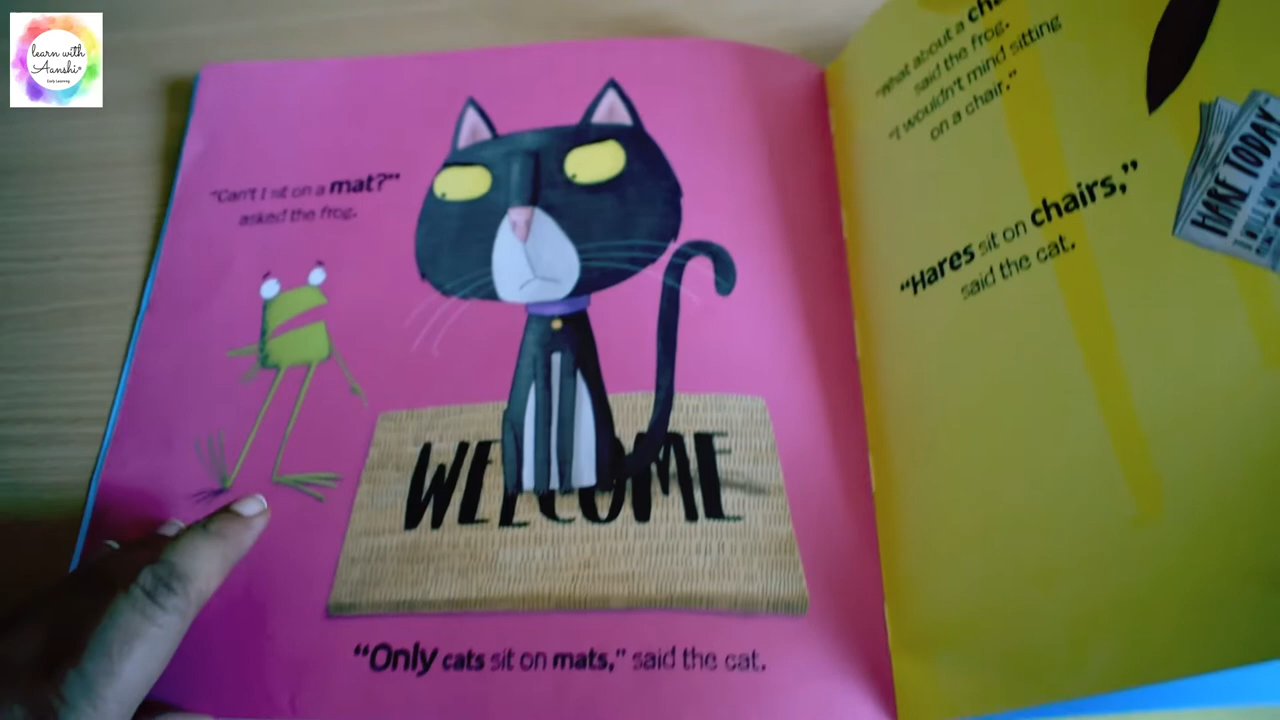 learn with
Aanshi
Early Learning
"Can't I sit on a mat?"
asked the frog.
WELCOME
"Only cats sit on mats," said the cat.
"What about a
said the frog.
"I wouldn't mind sitting
on a chair."
"Hares sit on chairs,"
said the cat.
HARE TODAY